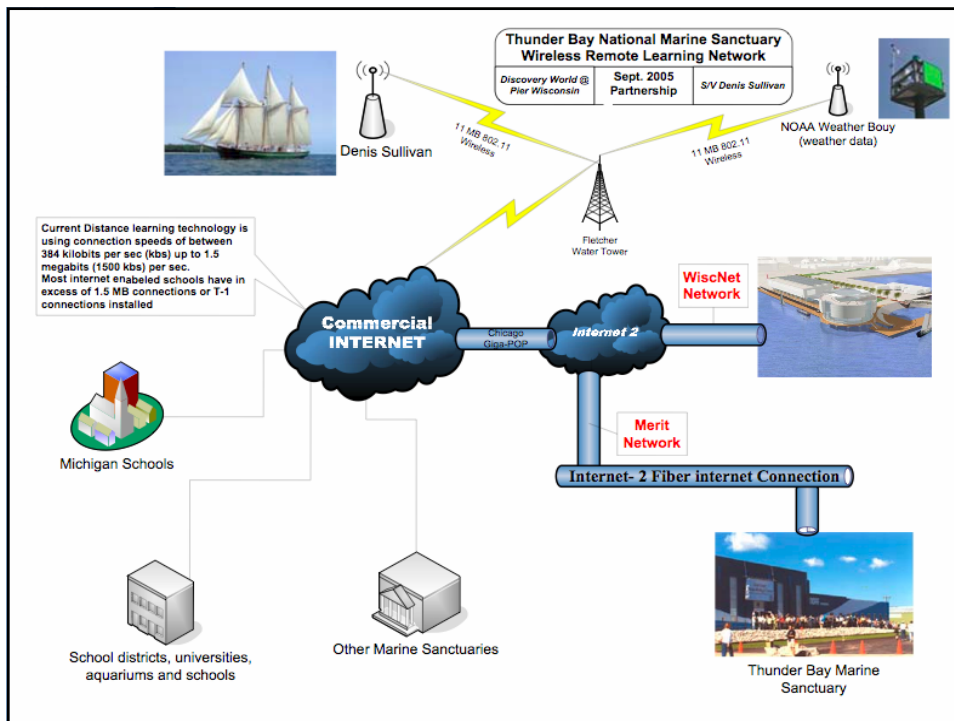 Thunder Bay National Marine Sanctuary
Wireless Remote Learning Network
Discovery World @
Pier Wisconsin
Sept. 2005
Partnership
S/V Denis Sullivan
Denis Sullivan
11 MB 802.11
Wireless
11 MB 802.11
Wireless
NOAA Weather Bouy
(weather data)
Fletcher
Water Tower
Current Distance learning technology is
using connection speeds of between
384 kilobits per sec (kbs) up to 1.5
megabits (1500 kbs) per sec.
Most internet enabeled schools have in
excess of 1.5 MB connections or T-1
connections installed
Commercial
INTERNET
Chicago
Giga-POP
Internet 2
WiscNet
Network
Merit
Network
Michigan Schools
Internet- 2 Fiber internet Connection
School districts, universities,
aquariums and schools
Other Marine Sanctuaries
Thunder Bay Marine
Sanctuary